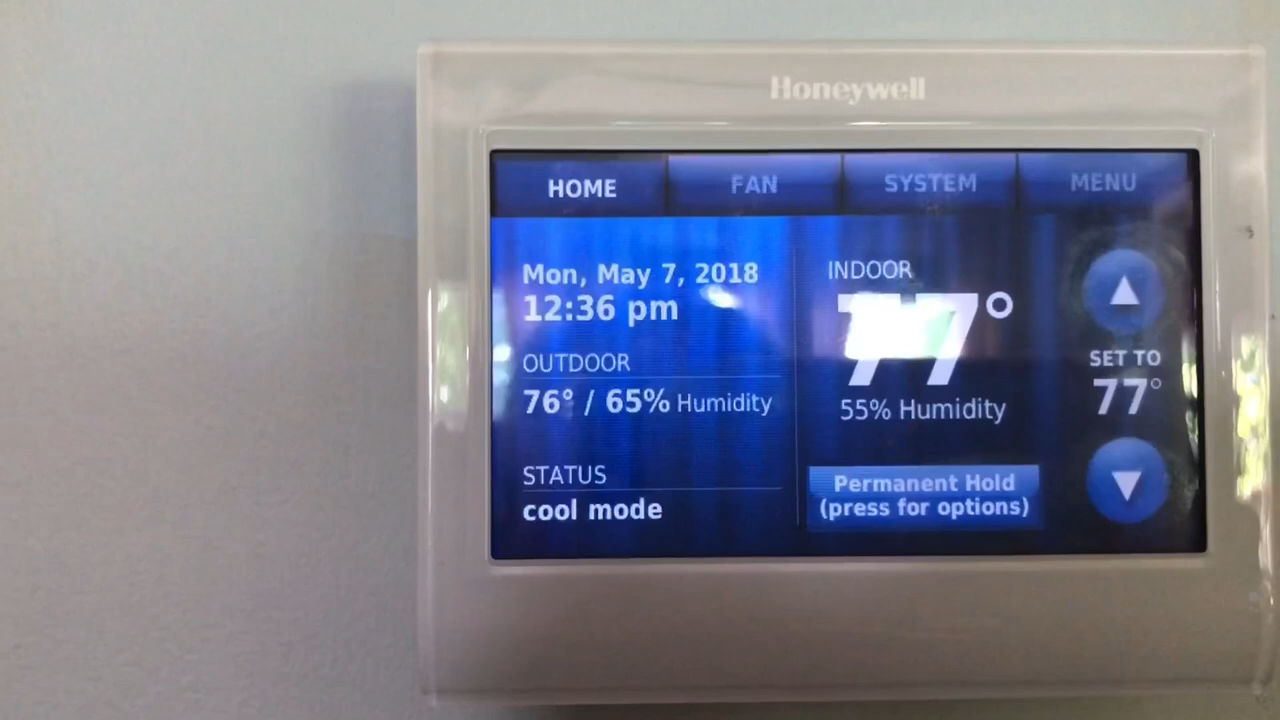 Honeywell
HOME FAN SYSTEM MENU
Mon, May 7, 2018
12:36 pm
OUTDOOR
76° / 65% Humidity
STATUS
cool mode
INDOOR
77°
55% Humidity
Permanent Hold
(press for options)
SET TO
77°